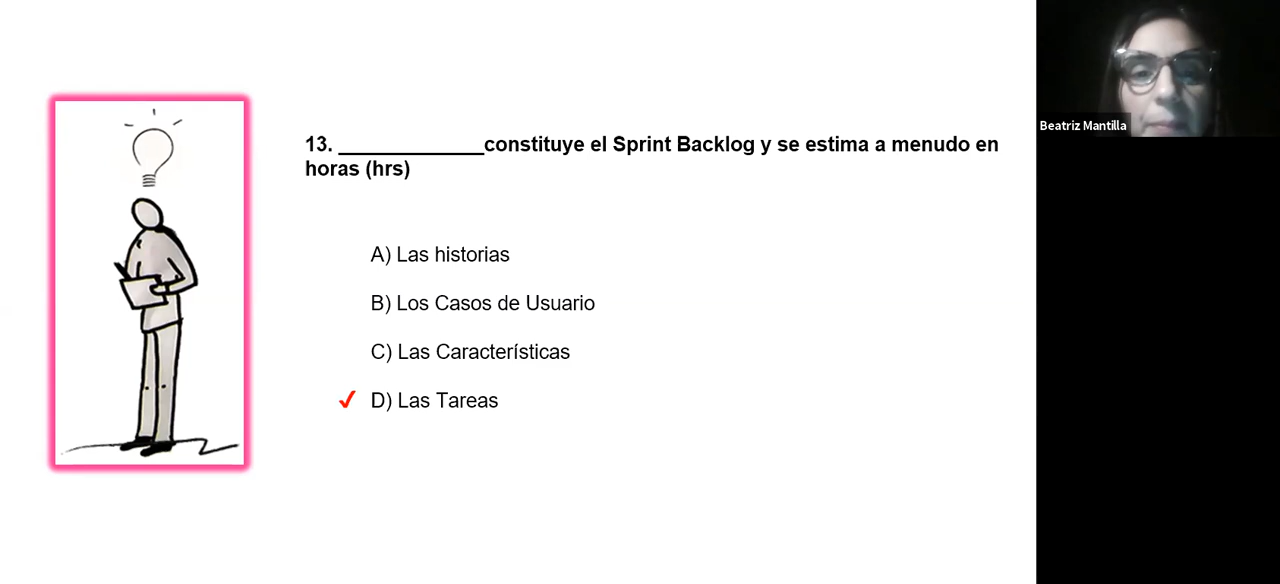 13. _____________constituye el Sprint Backlog y se estima a menudo en
horas (hrs)
A) Las historias
B) Los Casos de Usuario
C) Las Características
D) Las Tareas
Beatriz Mantilla